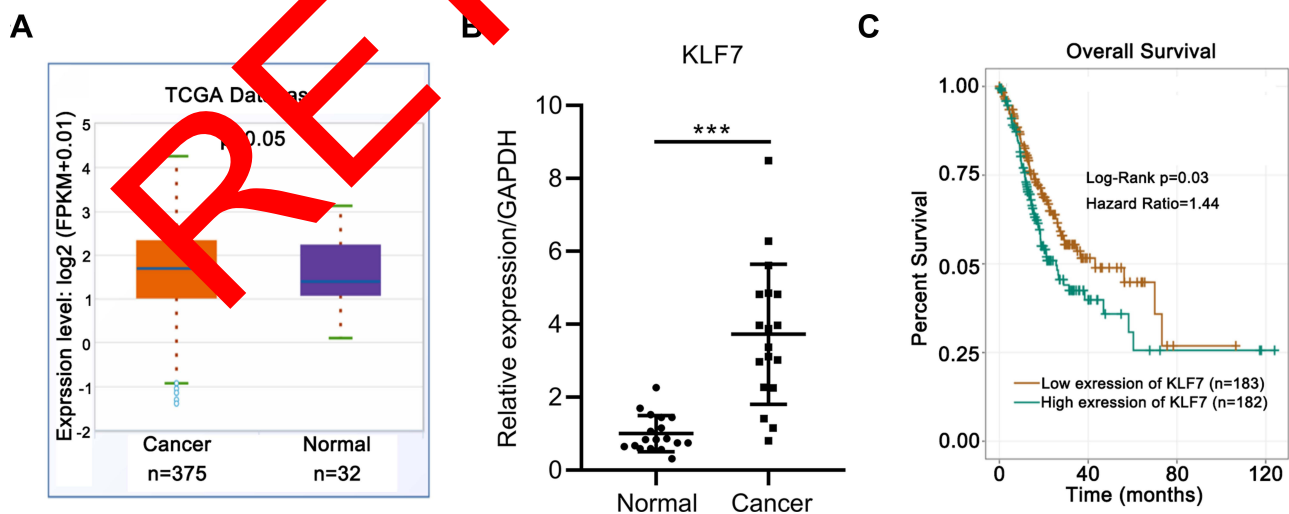 A
TCGA
p 0.05
Expression level: log2 (FPKM+0.01)
5
4
3
2
1
0
-1
-2
Cancer
Normal
n=375
n=32
RET
B
KLF7
***
Relative expression/GAPDH
10
8
6
4
2
0
Normal
Cancer
C
Overall Survival
Percent Survival
1.00
0.75
0.05
0.25
0.00
Log-Rank p=0.03
Hazard Ratio=1.44
Low exression of KLF7 (n=183)
High exression of KLF7 (n=182)
0
40
80
120
Time (months)